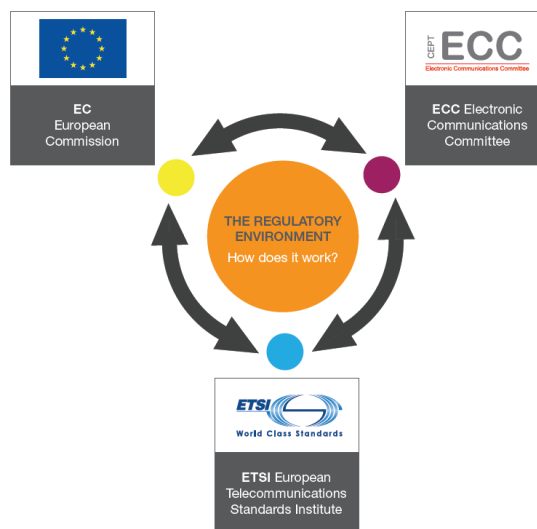 EC
European
Commission
CEPT
ECC
Electronic Communications Committee
ECC Electronic
Communications
Committee
THE REGULATORY
ENVIRONMENT
How does it work?
ETSI
World Class Standards
ETSI European
Telecommunications
Standards Institute